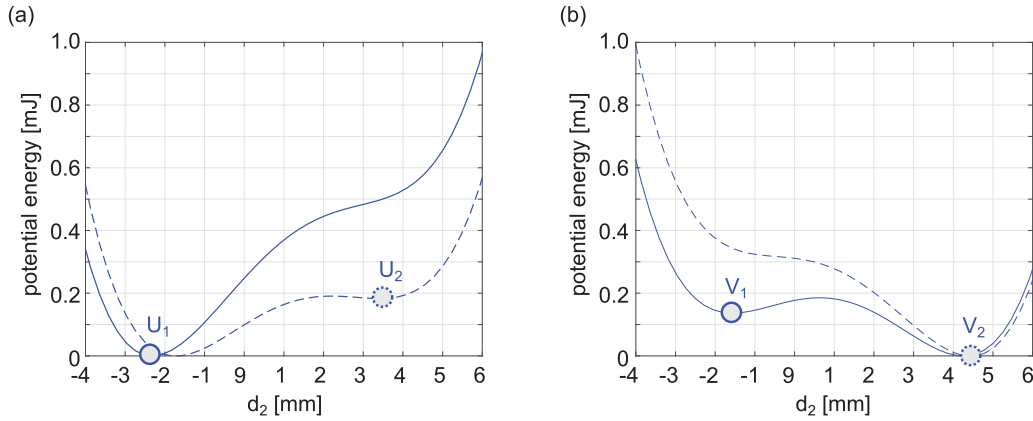 (a)
potential energy [mJ]
1.0
0.8
0.6
0.4
0.2
0
U₁
U₂
-4 -3 -2 -1 9 1 2 3 4 5 6
d₂ [mm]
(b)
potential energy [mJ]
1.0
0.8
0.6
0.4
0.2
0
V₁
V₂
-4 -3 -2 -1 9 1 2 3 4 5 6
d₂ [mm]